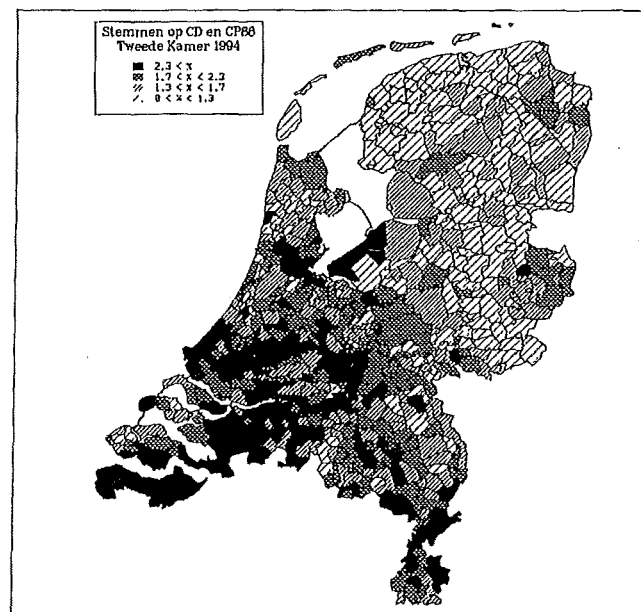 Stemmen op CD en CP86
Tweede Kamer 1994
2.3 < x
1.7 < x < 2.3
1.3 < x < 1.7
0 < x < 1.3